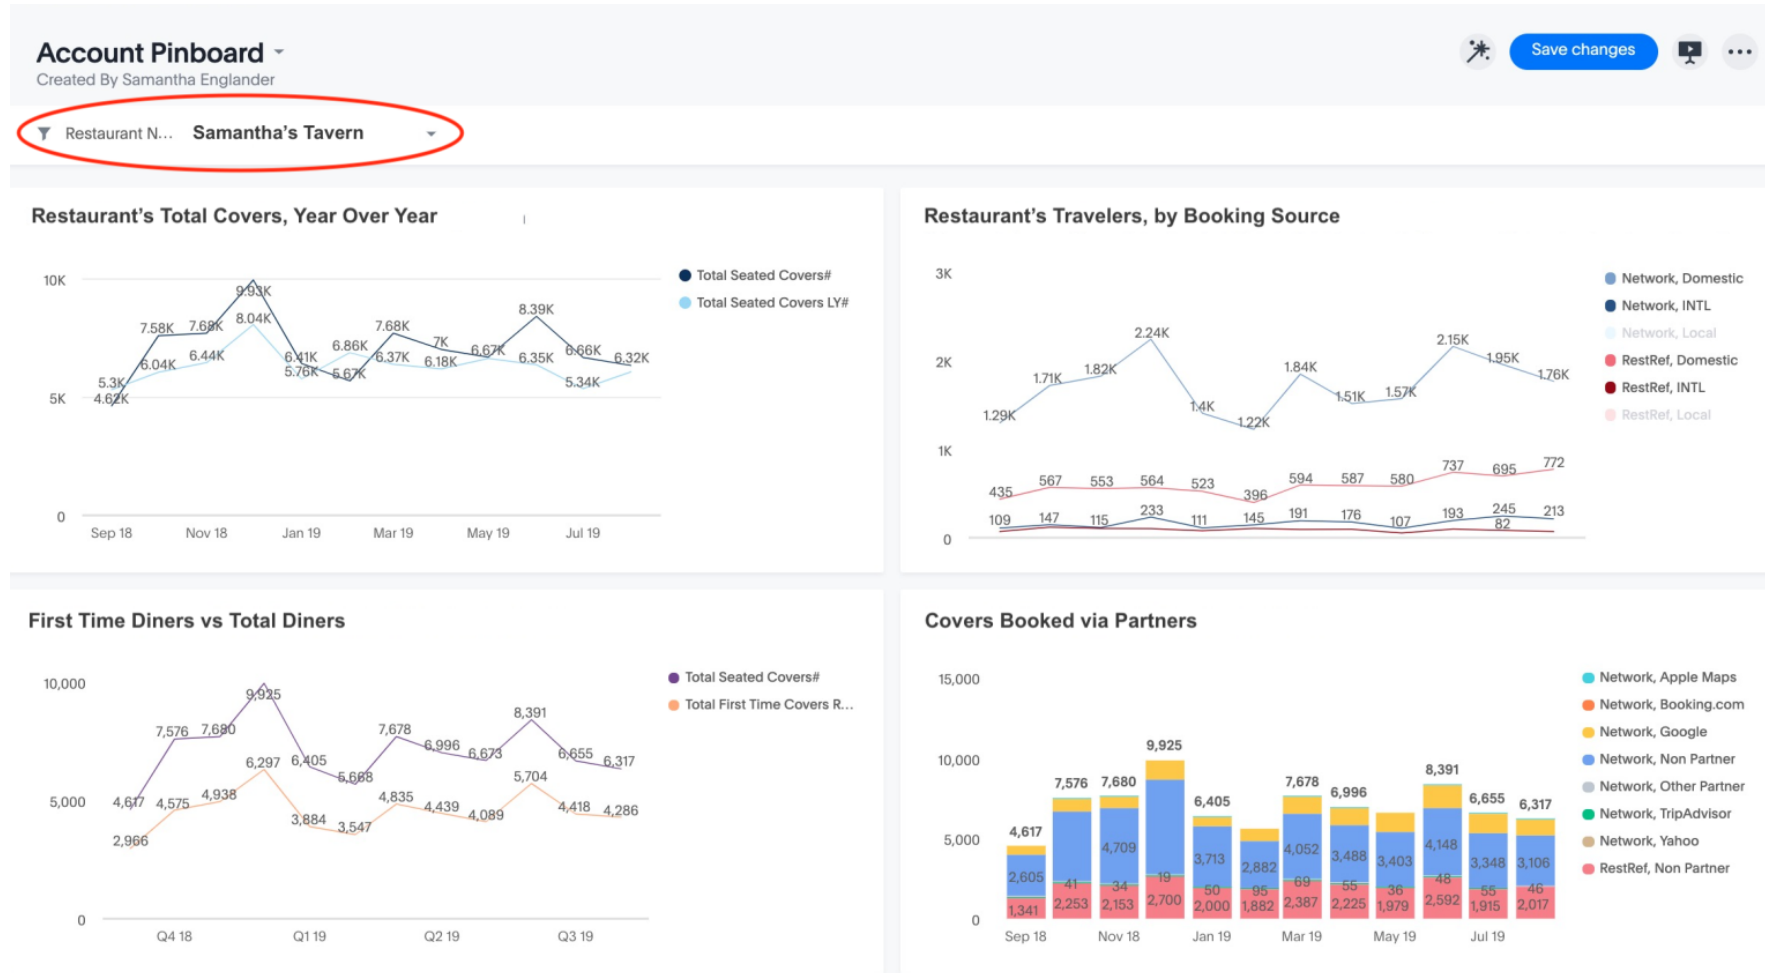 Account Pinboard
Created By Samantha Englander
Save changes
Restaurant N... Samantha's Tavern
Restaurant's Total Covers, Year Over Year
10K
5K
0
9.93K
8.04K
7.58K
7.68K
6.04K
6.44K
5.3K
4.62K
6.41K
5.76K
6.86K
5.67K
7.68K
6.37K
7K
6.18K
6.67K
8.39K
6.35K
6.66K
5.34K
6.32K
Sep 18 Nov 18 Jan 19 Mar 19 May 19 Jul 19
Total Seated Covers#
Total Seated Covers LY#
Restaurant's Travelers, by Booking Source
3K
2K
1K
0
1.29K 1.71K 1.82K 2.24K 1.4K 1.22K 1.84K 1.51K 1.57K 2.15K 1.95K 1.76K
435 567 553 564 523 396 594 587 580 737 695 772
109 147 115 233 111 145 191 176 107 193 245 213
82
Network, Domestic
Network, INTL
Network, Local
RestRef, Domestic
RestRef, INTL
RestRef, Local
First Time Diners vs Total Diners
10,000
5,000
0
4,617 7,576 7,680 9,925 6,405 5,668 7,678 6,996 6,673 8,391 6,655 6,317
2,966 4,575 4,938 6,297 3,884 3,547 4,835 4,439 4,089 5,704 4,418 4,286
Q4 18 Q1 19 Q2 19 Q3 19
Total Seated Covers#
Total First Time Covers R...
Covers Booked via Partners
15,000
10,000
5,000
0
4,617 7,576 7,680 9,925 6,405 7,678 6,996 8,391 6,655 6,317
2,605 4,709 3,713 2,882 4,052 3,488 3,403 4,148 3,348 3,106
41 34 19 50 95 69 55 36 48 55 46
1,341 2,253 2,153 2,700 2,000 1,882 2,387 2,225 1,979 2,592 1,915 2,017
Sep 18 Nov 18 Jan 19 Mar 19 May 19 Jul 19
Network, Apple Maps
Network, Booking.com
Network, Google
Network, Non Partner
Network, Other Partner
Network, TripAdvisor
Network, Yahoo
RestRef, Non Partner